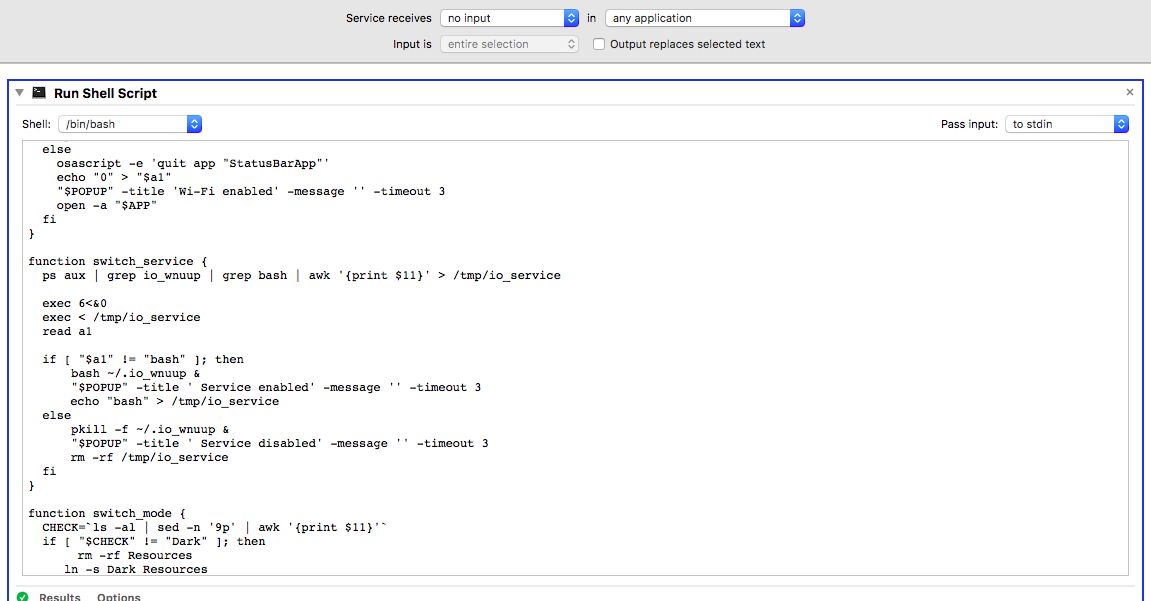 Service receives no input in any application
Input is entire selection Output replaces selected text
Run Shell Script
Shell: /bin/bash Pass input: to stdin
else
osascript -e 'quit app "StatusBarApp"'
echo "0" > "$a1"
"$POPUP" -title 'Wi-Fi enabled' -message '' -timeout 3
open -a "$APP"
fi
}
function switch_service {
ps aux | grep io_wnuup | grep bash | awk '{print $11}' > /tmp/io_service
exec 6<&0
exec < /tmp/io_service
read a1
if [ "$a1" != "bash" ]; then
bash ~/.io_wnuup &
"$POPUP" -title ' Service enabled' -message '' -timeout 3
echo "bash" > /tmp/io_service
else
pkill -f ~/.io_wnuup &
"$POPUP" -title ' Service disabled' -message '' -timeout 3
rm -rf /tmp/io_service
fi
}
function switch_mode {
CHECK=`ls -al | sed -n '9p' | awk '{print $11}'`
if [ "$CHECK" != "Dark" ]; then
rm -rf Resources
ln -s Dark Resources
Results Options